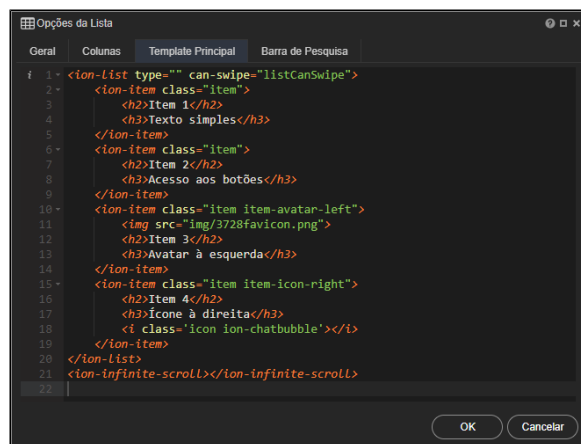 Opções da Lista
Geral Colunas Template Principal Barra de Pesquisa
i 1 <ion-list type="" can-swipe="listCanSwipe">
2 <ion-item class="item">
3 <h2>Item 1</h2>
4 <h3>Texto simples</h3>
5 </ion-item>
6 <ion-item class="item">
7 <h2>Item 2</h2>
8 <h3>Acesso aos botões</h3>
9 </ion-item>
10 <ion-item class="item item-avatar-left">
11 <img src="img/3728favicon.png">
12 <h2>Item 3</h2>
13 <h3>Avatar à esquerda</h3>
14 </ion-item>
15 <ion-item class="item item-icon-right">
16 <h2>Item 4</h2>
17 <h3>Ícone à direita</h3>
18 <i class='icon ion-chatbubble'></i>
19 </ion-item>
20 </ion-list>
21 <ion-infinite-scroll></ion-infinite-scroll>
22
OK Cancelar